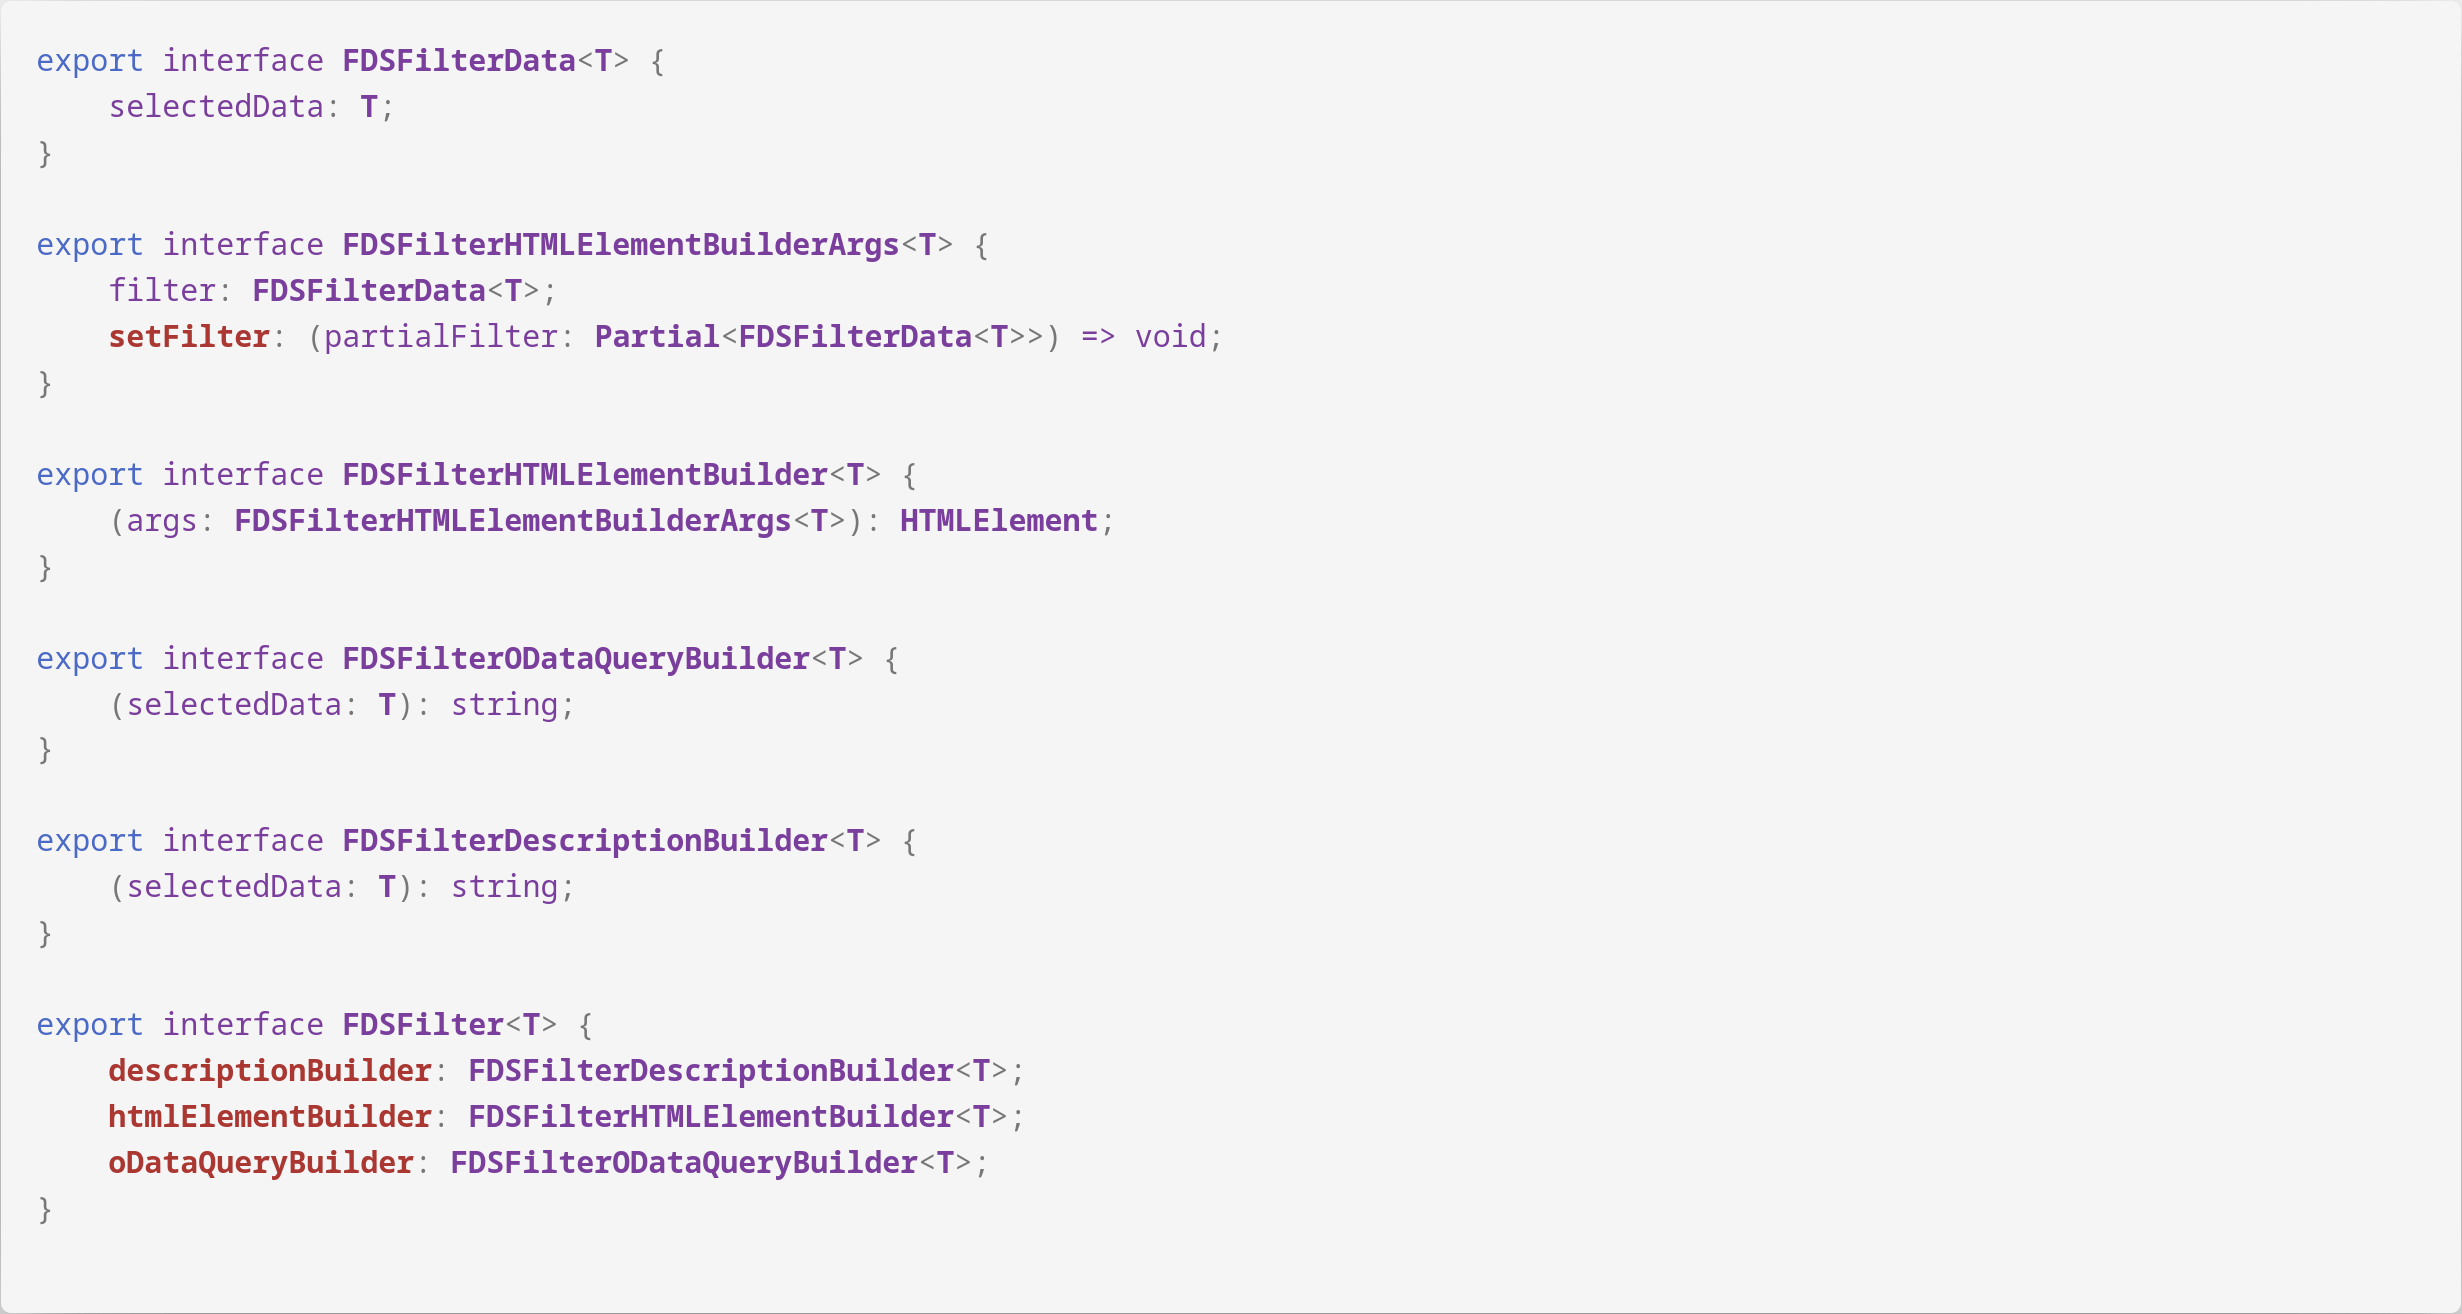 export interface FDSFilterData<T> {
    selectedData: T;
}

export interface FDSFilterHTMLElementBuilderArgs<T> {
    filter: FDSFilterData<T>;
    setFilter: (partialFilter: Partial<FDSFilterData<T>>) => void;
}

export interface FDSFilterHTMLElementBuilder<T> {
    (args: FDSFilterHTMLElementBuilderArgs<T>): HTMLElement;
}

export interface FDSFilterODataQueryBuilder<T> {
    (selectedData: T): string;
}

export interface FDSFilterDescriptionBuilder<T> {
    (selectedData: T): string;
}

export interface FDSFilter<T> {
    descriptionBuilder: FDSFilterDescriptionBuilder<T>;
    htmlElementBuilder: FDSFilterHTMLElementBuilder<T>;
    oDataQueryBuilder: FDSFilterODataQueryBuilder<T>;
}